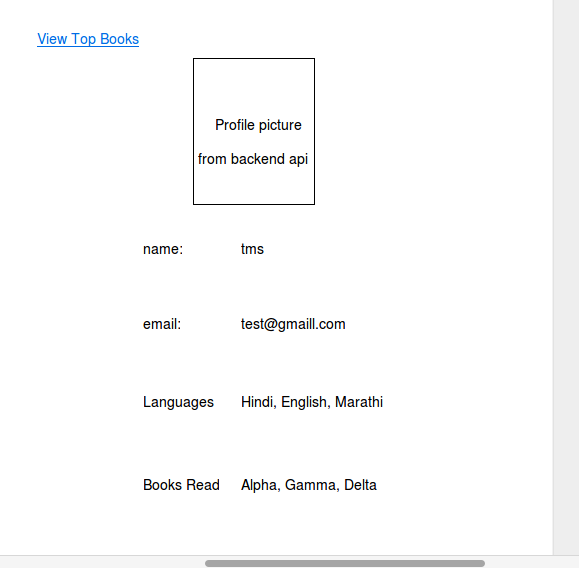 View Top Books
Profile picture
from backend api
name: tms
email: test@gmaill.com
Languages Hindi, English, Marathi
Books Read Alpha, Gamma, Delta